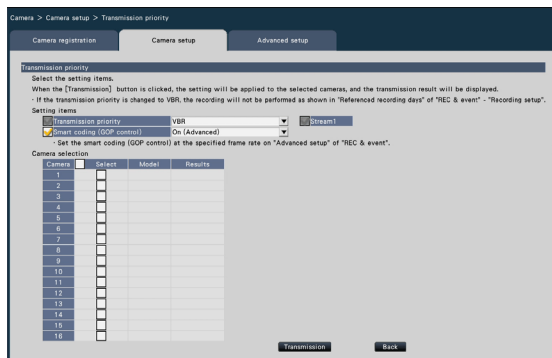 Camera > Camera setup > Transmission priority
Camera registration
Camera setup
Advanced setup
Transmission priority
Select the setting items.
When the [Transmission] button is clicked, the setting will be applied to the selected cameras, and the transmission result will be displayed.
· If the transmission priority is changed to VBR, the recording will not be performed as shown in "Referenced recording days" of "REC & event" - "Recording setup".
Setting items
Transmission priority VBR Stream1
Smart coding (GOP control) On (Advanced)
· Set the smart coding (GOP control) at the specified frame rate on "Advanced setup" of "REC & event".
Camera selection
Camera Select Model Results
1
2
3
4
5
6
7
8
9
10
11
12
13
14
15
16
Transmission Back